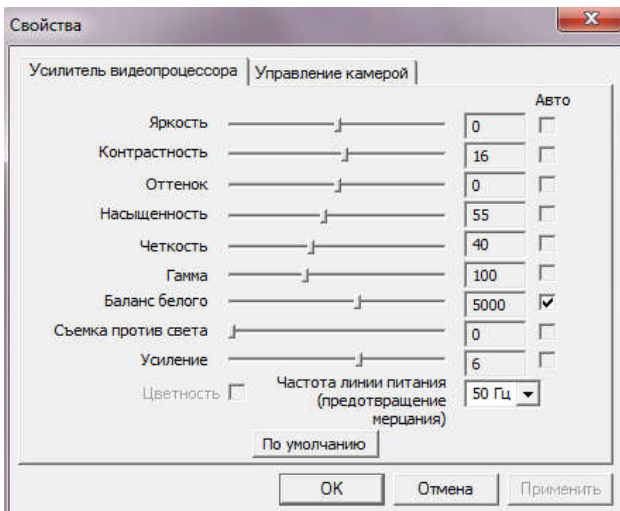 Свойства
Усилитель видеопроцессора Управление камерой
Авто
Яркость 0
Контрастность 16
Оттенок 0
Насыщенность 55
Четкость 40
Гамма 100
Баланс белого 5000
Съемка против света 0
Усиление 6
Цветность Частота линии питания 50 Гц
(предотвращение
мерцания)
По умолчанию
OK Отмена Применить